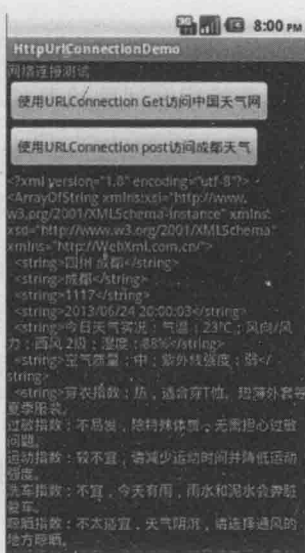 3G 8:00 PM
HttpUrlConnectionDemo
网络连接测试
使用URLConnection Get访问中国天气网
使用URLConnection post访问成都天气
<?xml version="1.0" encoding="utf-8"?>
<ArrayOfString xmlns:xsi="http://www.
w3.org/2001/XMLSchema-instance" xmlns:
xsd="http://www.w3.org/2001/XMLSchema"
xmlns="http://WebXml.com.cn/">
<string>四川 成都</string>
<string>成都</string>
<string>1117</string>
<string>2013/06/24 20:00:03</string>
<string>今日天气实况：气温：23℃；风向/风
力：西风 2级；湿度：88%</string>
<string>空气质量：中；紫外线强度：弱</
string>
<string>穿衣指数：热，适合穿T恤、短薄外套等
夏季服装。
过敏指数：不易发，除特殊体质，无需担心过敏
问题。
运动指数：较不宜，请减少运动时间并降低运动
强度。
洗车指数：不宜，今天有雨，雨水和泥水会弄脏
爱车。
晾晒指数：不太适宜，天气阴沉，请选择通风的
地方晾晒。